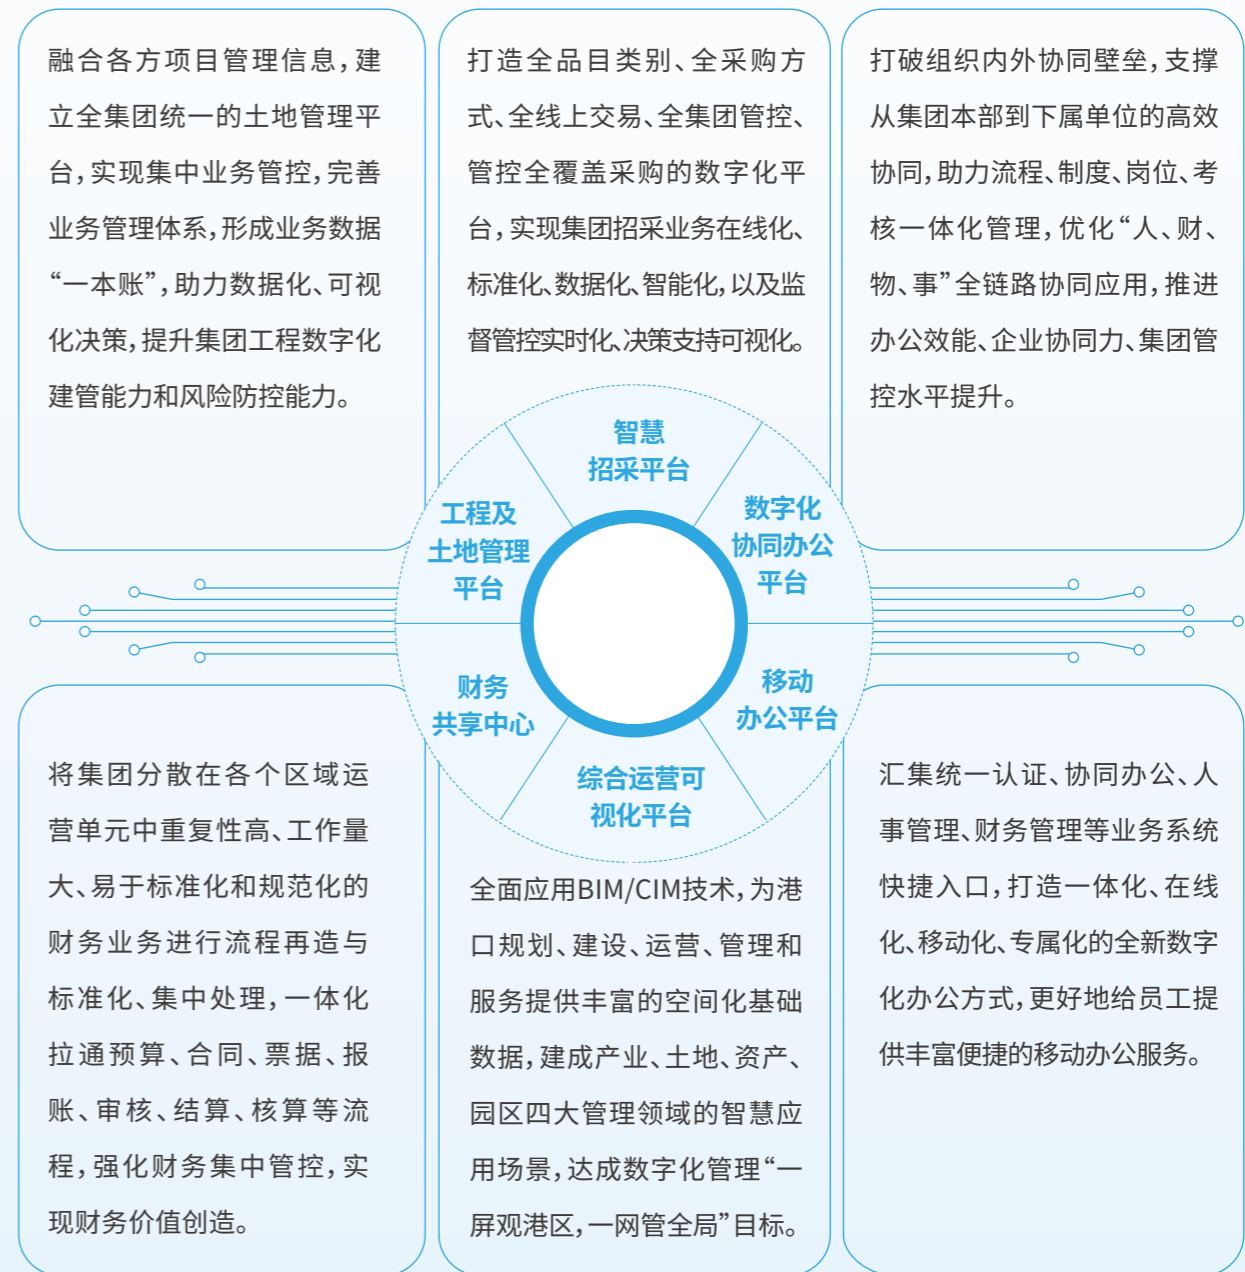 融合各方项目管理信息，建
立全集团统一的土地管理平
台，实现集中业务管控，完善
业务管理体系，形成业务数据
“一本账”，助力数据化、可视
化决策，提升集团工程数字化
建管能力和风险防控能力。
打造全品目类别、全采购方
式、全线上交易、全集团管控、
管控全覆盖采购的数字化平
台，实现集团招采业务在线化、
标准化、数据化、智能化，以及监
督管控实时化、决策支持可视化。
打破组织内外协同壁垒，支撑
从集团本部到下属单位的高效
协同，助力流程、制度、岗位、考
核一体化管理，优化“人、财、
物、事”全链路协同应用，推进
办公效能、企业协同力、集团管
控水平提升。
智慧
招采平台
工程及
土地管理
平台
数字化
协同办公
平台
财务
共享中心
移动
办公平台
综合运营可
视化平台
将集团分散在各个区域运
营单元中重复性高、工作量
大、易于标准化和规范化的
财务业务进行流程再造与
标准化、集中处理，一体化
拉通预算、合同、票据、报
账、审核、结算、核算等流
程，强化财务集中管控，实
现财务价值创造。
全面应用BIM/CIM技术，为港
口规划、建设、运营、管理和
服务提供丰富的空间化基础
数据，建成产业、土地、资产、
园区四大管理领域的智慧应
用场景，达成数字化管理“一
屏观港区，一网管全局”目标。
汇集统一认证、协同办公、人
事管理、财务管理等业务系统
快捷入口，打造一体化、在线
化、移动化、专属化的全新数字
化办公方式，更好地给员工提
供丰富便捷的移动办公服务。